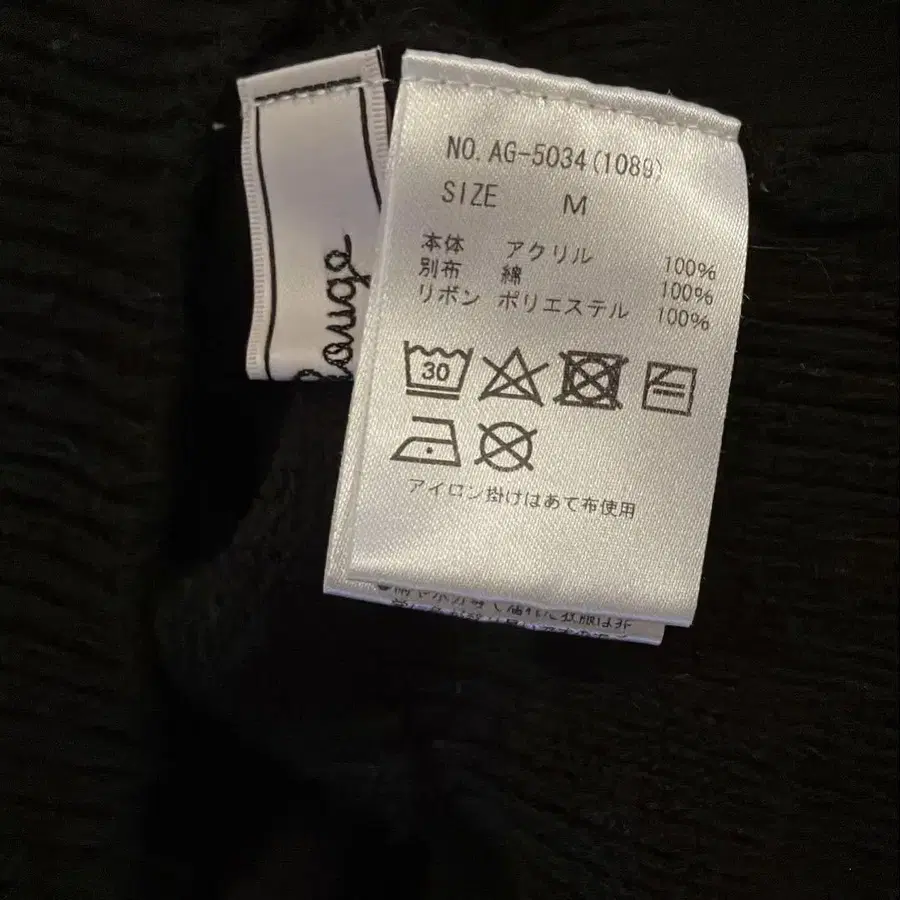 NO. AG-5034(1089)
SIZE M
本体 アクリル 100%
別布 綿 100%
リボン ポリエステル 100%
30
アイロン掛けはあて布使用